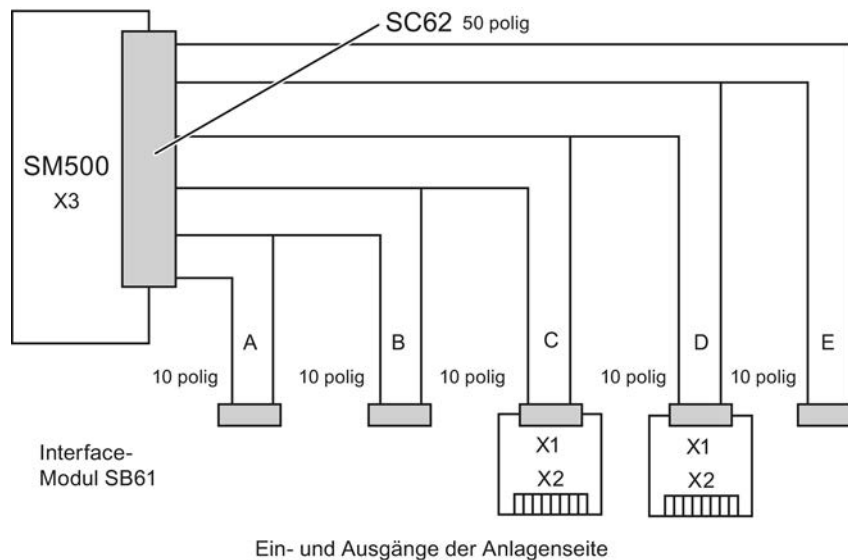 SC62 50 polig
SM500
X3
A
B
C
D
E
10 polig
10 polig
10 polig
10 polig
10 polig
Interface-
Modul SB61
X1
X2
X1
X2
Ein- und Ausgänge der Anlagenseite